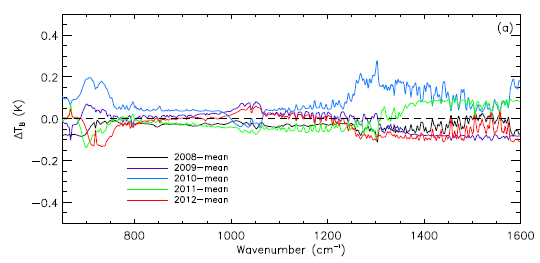 (a)
0.4
0.2
0.0
-0.2
-0.4
ΔT_B (K)
2008-mean
2009-mean
2010-mean
2011-mean
2012-mean
800 1000 1200 1400 1600
Wavenumber (cm⁻¹)